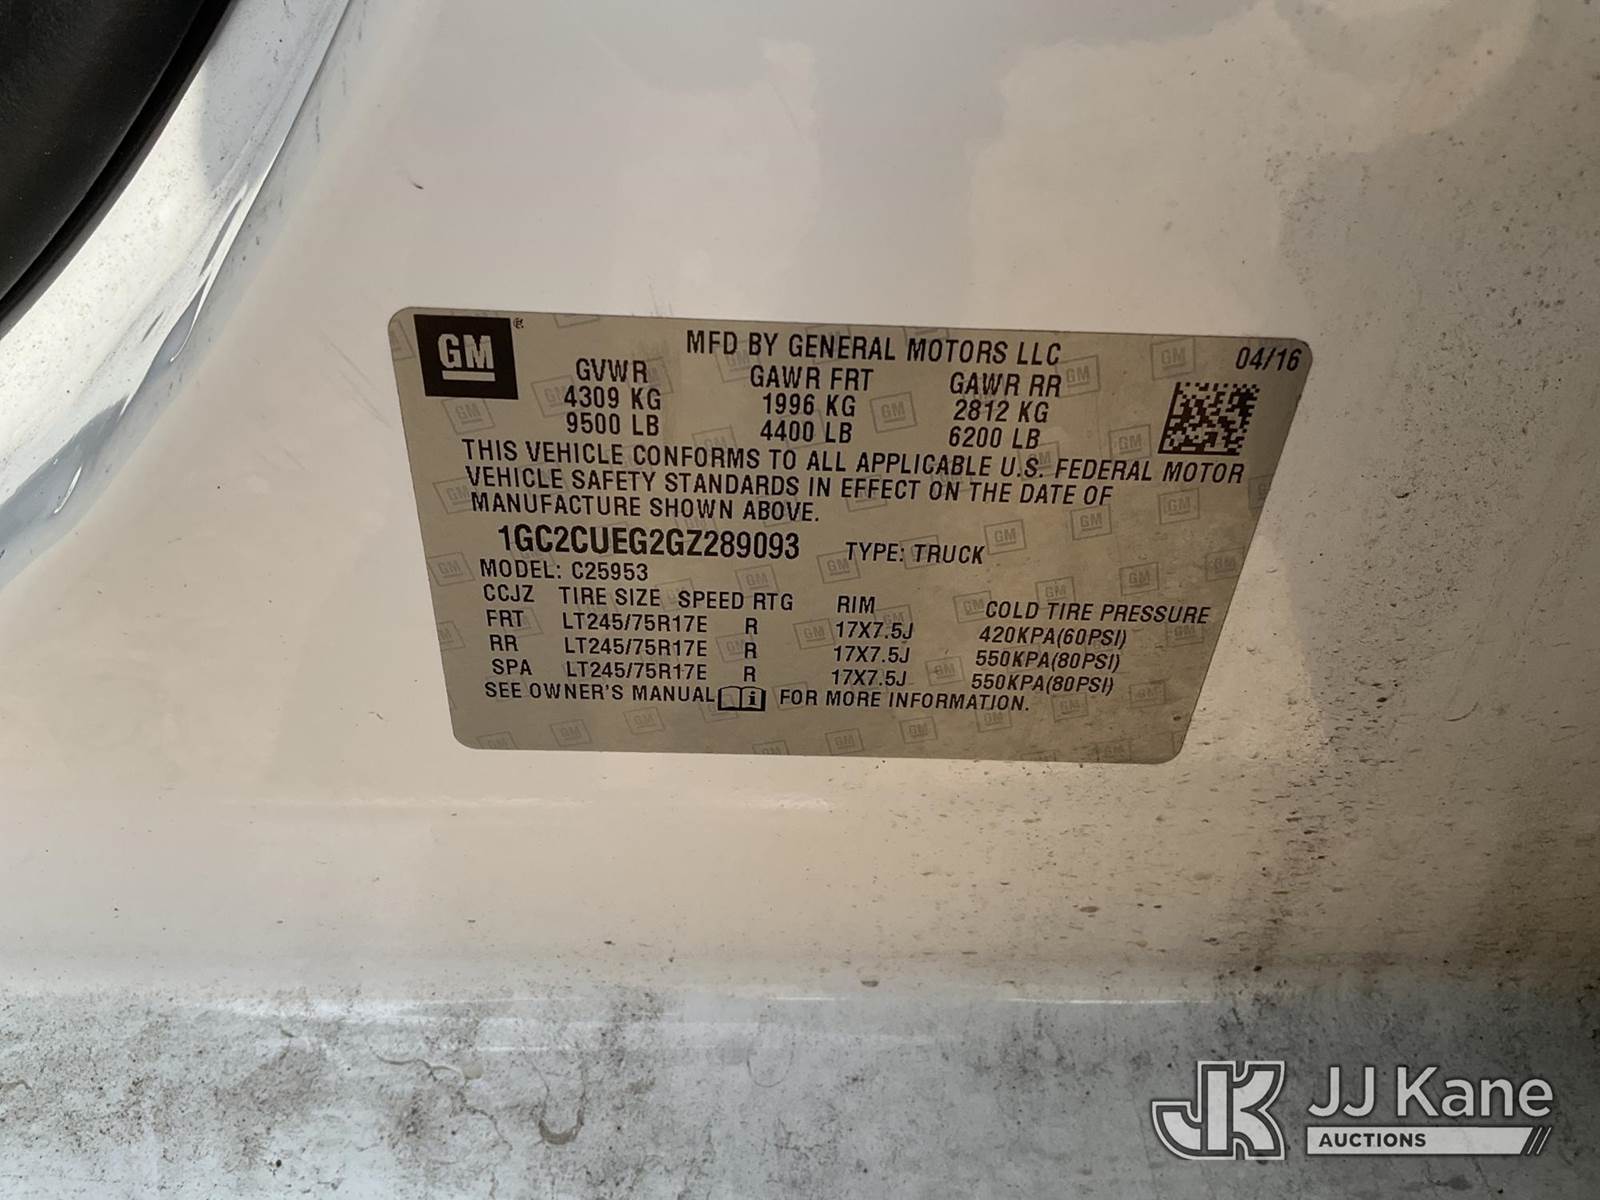 GM
MFD BY GENERAL MOTORS LLC 04/16
GVWR GAWR FRT GAWR RR
4309 KG 1996 KG 2812 KG
9500 LB 4400 LB 6200 LB
THIS VEHICLE CONFORMS TO ALL APPLICABLE U.S. FEDERAL MOTOR
VEHICLE SAFETY STANDARDS IN EFFECT ON THE DATE OF
MANUFACTURE SHOWN ABOVE.
1GC2CUEG2GZ289093 TYPE: TRUCK
MODEL: C25953
CCJZ TIRE SIZE SPEED RTG RIM COLD TIRE PRESSURE
FRT LT245/75R17E R 17X7.5J 420KPA(60PSI)
RR LT245/75R17E R 17X7.5J 550KPA(80PSI)
SPA LT245/75R17E R 17X7.5J 550KPA(80PSI)
SEE OWNER'S MANUAL FOR MORE INFORMATION.
JK JJ Kane
AUCTIONS